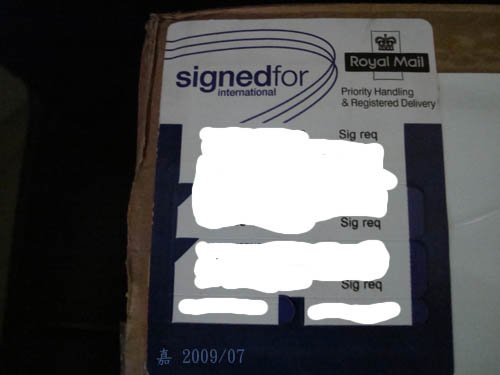 Royal Mail
signedfor
international
Priority Handling
& Registered Delivery
Sig req
Sig req
Sig req
嘉 2009/07